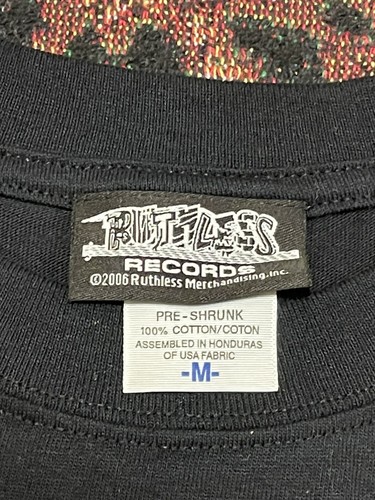 RUTHLESS
RECORDS
©2006 Ruthless Merchandising, Inc.
PRE-SHRUNK
100% COTTON/COTON
ASSEMBLED IN HONDURAS
OF USA FABRIC
-M-